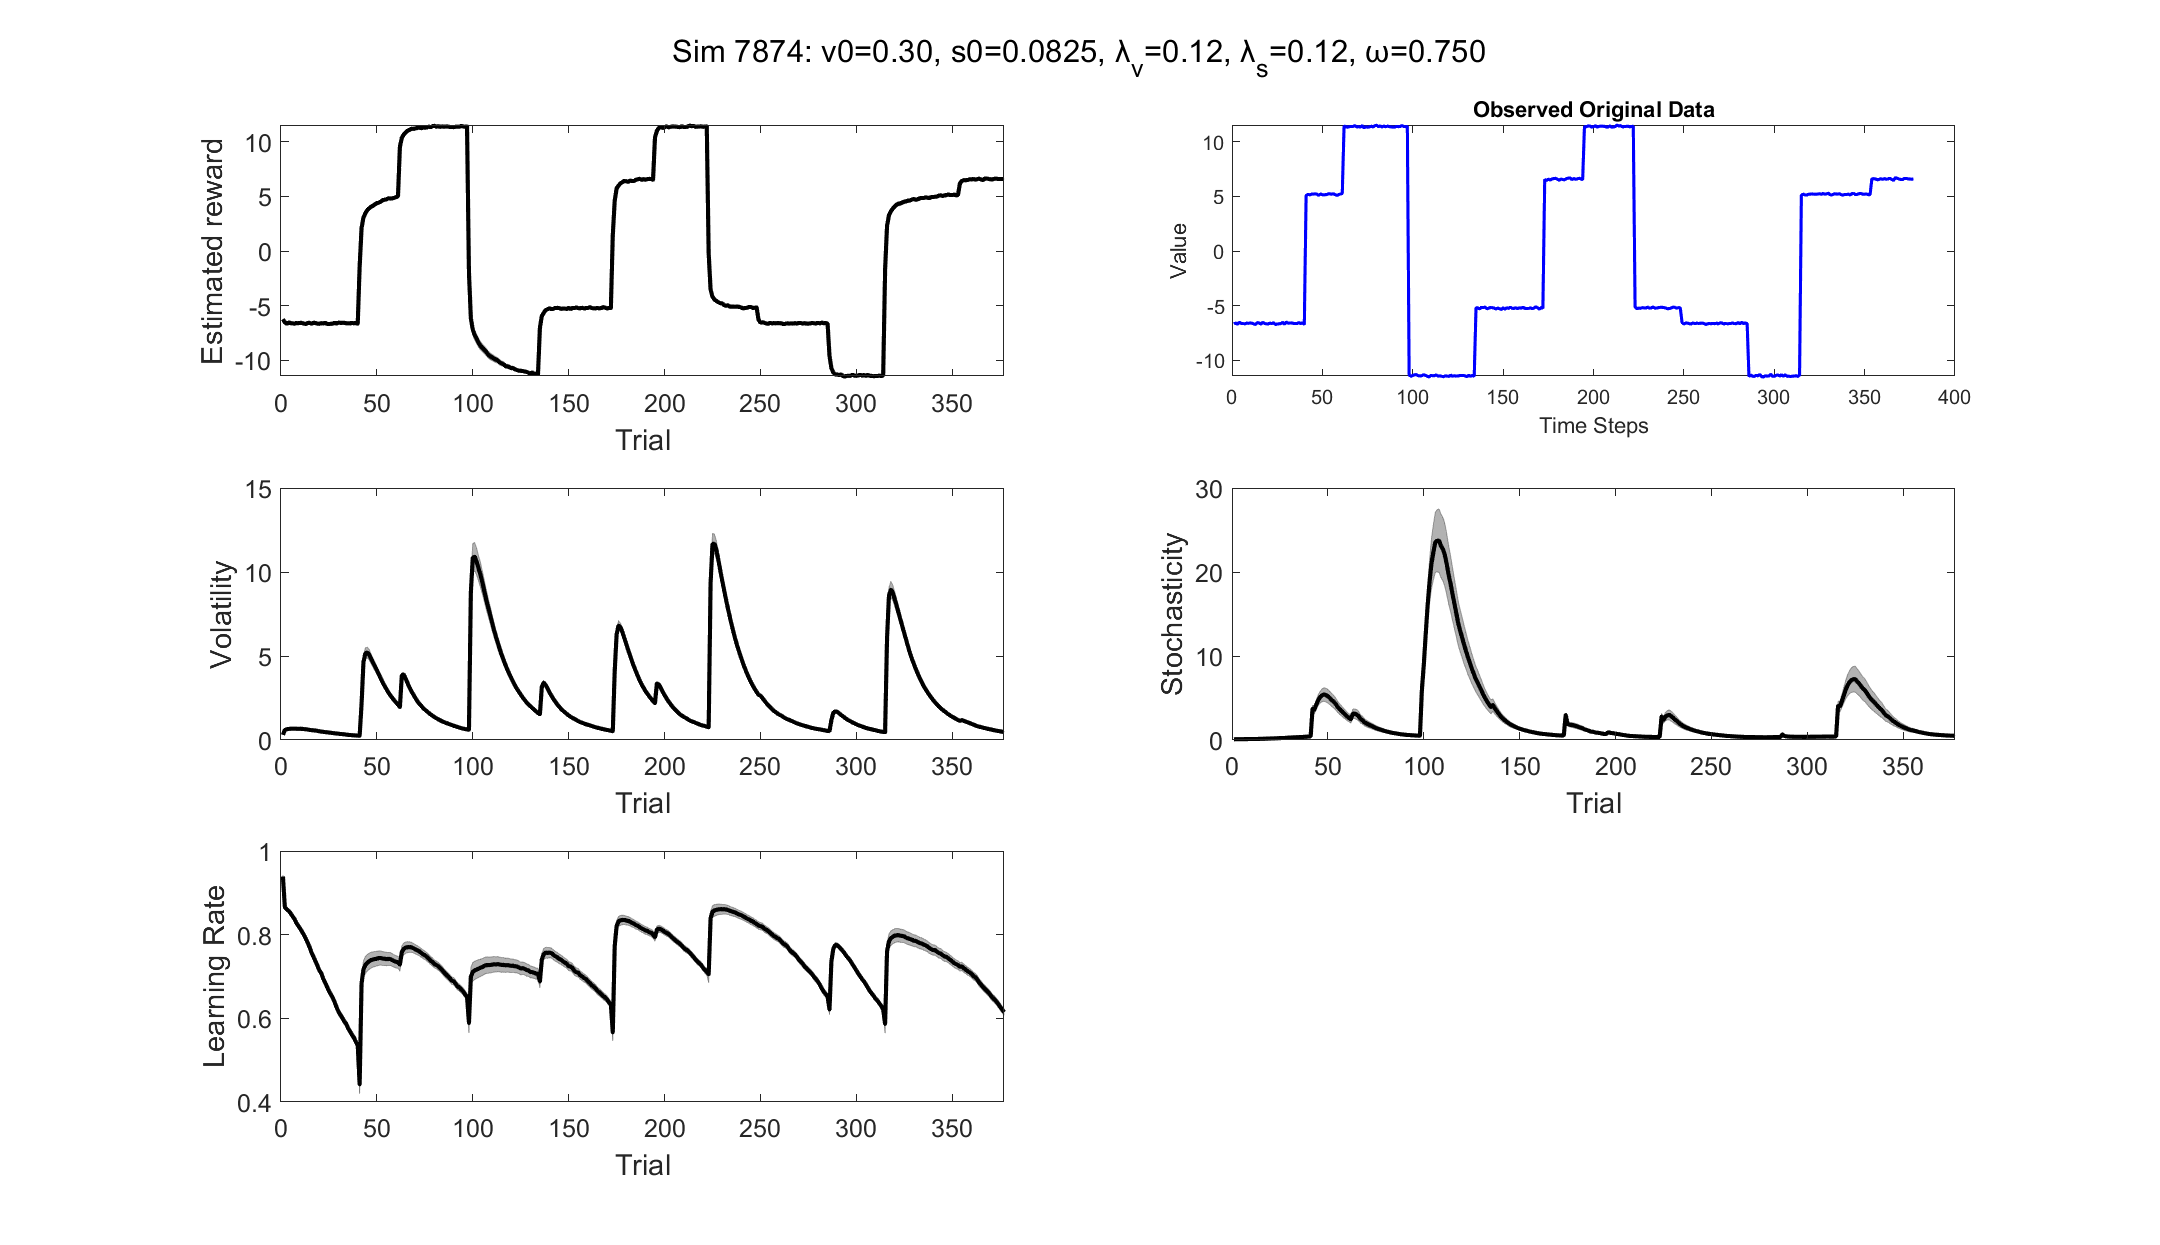 Sim 7874: v0=0.30, s0=0.0825, λv=0.12, λs=0.12, ω=0.750
Estimated reward
10
5
0
-5
-10
0 50 100 150 200 250 300 350
Trial
Observed Original Data
Value
10
5
0
-5
-10
0 50 100 150 200 250 300 350 400
Time Steps
Volatility
15
10
5
0
0 50 100 150 200 250 300 350
Trial
Stochasticity
30
20
10
0
0 50 100 150 200 250 300 350
Trial
Learning Rate
1
0.8
0.6
0.4
0 50 100 150 200 250 300 350
Trial